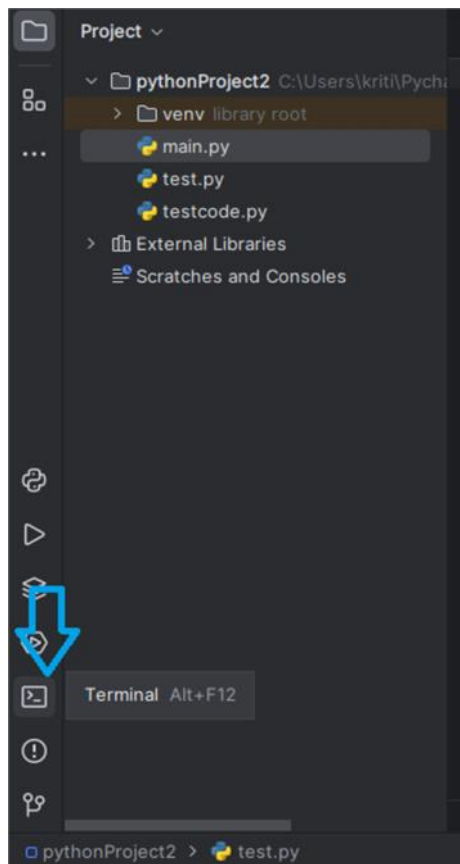 Project
pythonProject2 C:\Users\kriti\Pycha
venv library root
main.py
test.py
testcode.py
External Libraries
Scratches and Consoles
Terminal Alt+F12
pythonProject2 > test.py